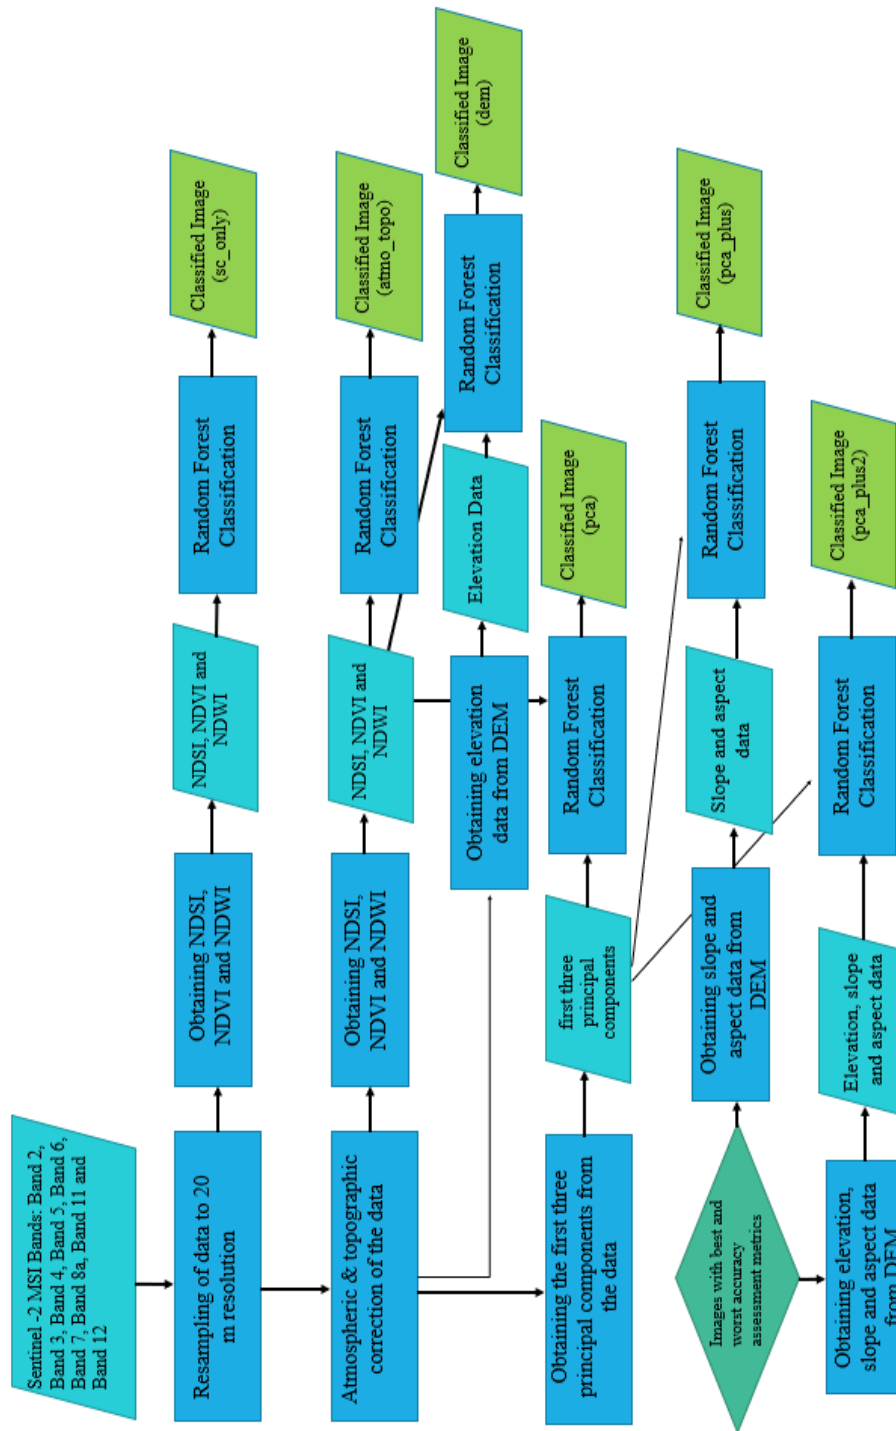 Sentinel -2 MSI Bands: Band 2,
Band 3, Band 4, Band 5, Band 6,
Band 7, Band 8a, Band 11 and
Band 12
Resampling of data to 20
m resolution
Obtaining NDSI,
NDVI and NDWI
NDSI, NDVI and
NDWI
Random Forest
Classification
Classified Image
(sc_only)
Atmospheric & topographic
correction of the data
Obtaining NDSI,
NDVI and NDWI
NDSI, NDVI and
NDWI
Random Forest
Classification
Classified Image
(atmo_topo)
Obtaining elevation
data from DEM
Elevation Data
Random Forest
Classification
Classified Image
(dem)
Obtaining the first three
principal components from
the data
first three
principal
components
Random Forest
Classification
Classified Image
(pca)
Images with best and
worst accuracy
assessment metrics
Obtaining slope and
aspect data from
DEM
Slope and aspect
data
Random Forest
Classification
Classified Image
(pca_plus)
Obtaining elevation,
slope and aspect data
from DEM
Elevation, slope
and aspect data
Random Forest
Classification
Classified Image
(pca_plus2)